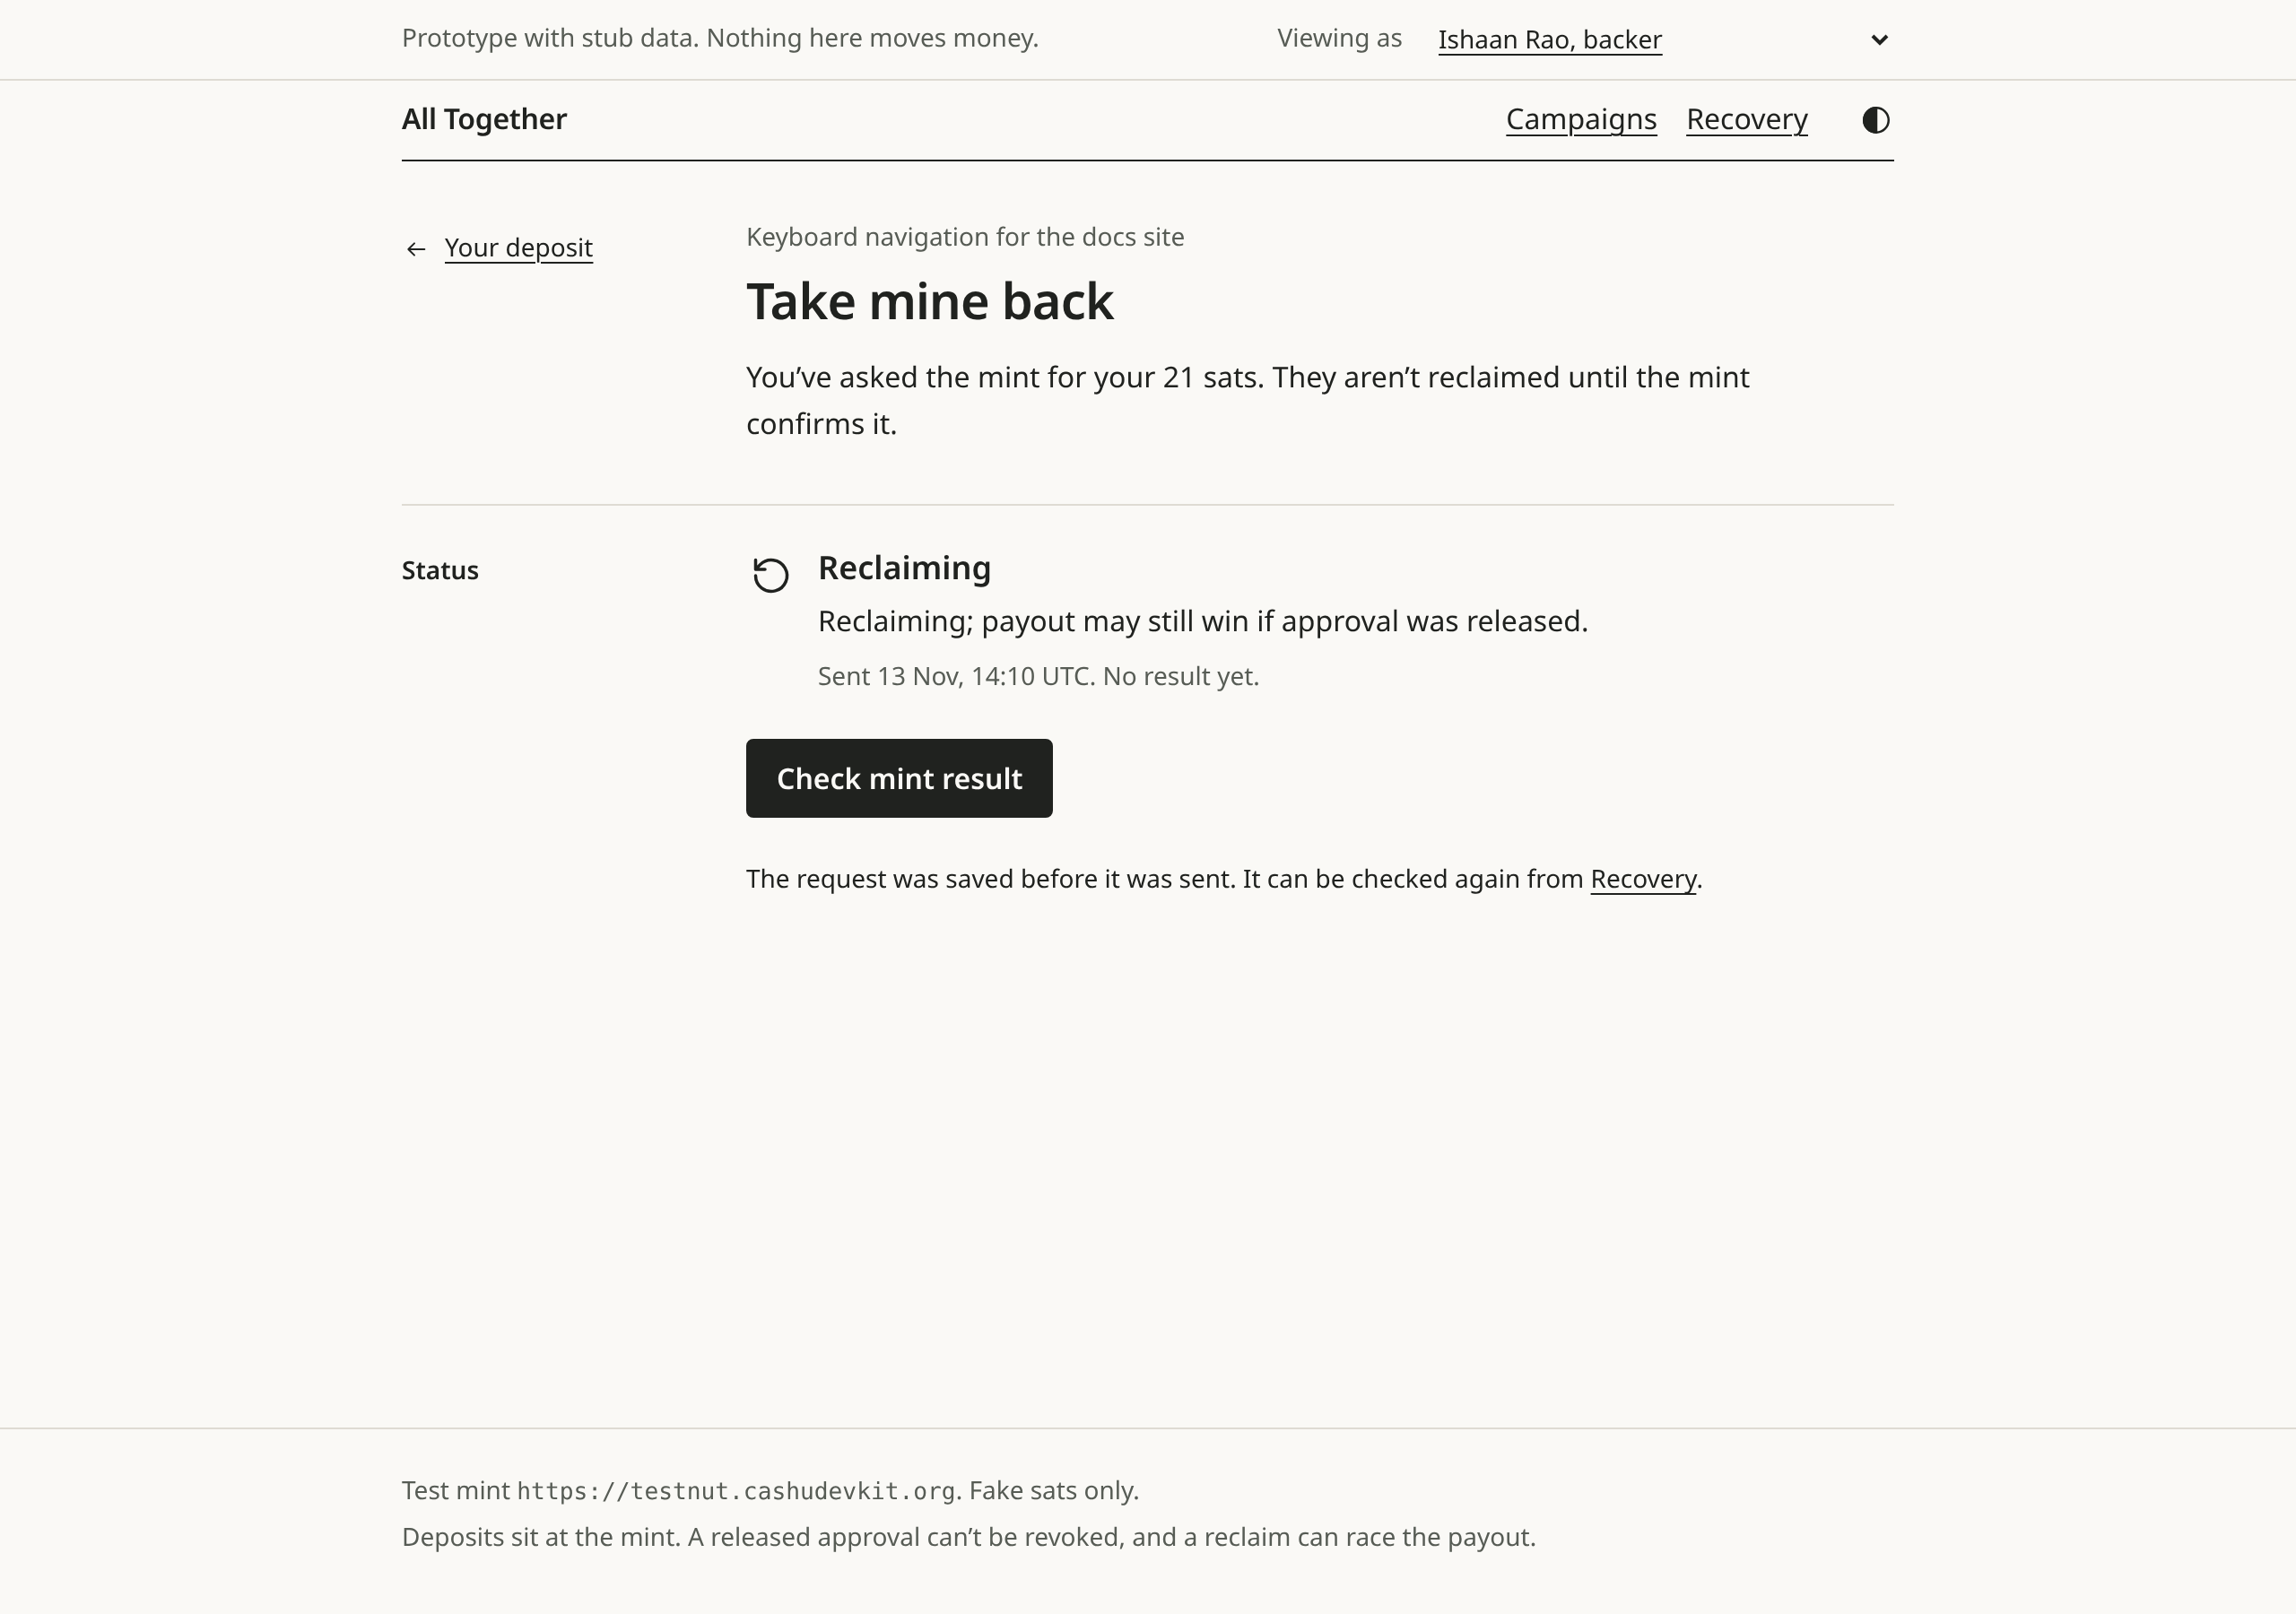 Prototype with stub data. Nothing here moves money.
Viewing as
Ishaan Rao, backer
All Together
Campaigns
Recovery
← Your deposit
Keyboard navigation for the docs site
Take mine back
You’ve asked the mint for your 21 sats. They aren’t reclaimed until the mint
confirms it.
Status
Reclaiming
Reclaiming; payout may still win if approval was released.
Sent 13 Nov, 14:10 UTC. No result yet.
Check mint result
The request was saved before it was sent. It can be checked again from Recovery.
Test mint https://testnut.cashudevkit.org. Fake sats only.
Deposits sit at the mint. A released approval can’t be revoked, and a reclaim can race the payout.